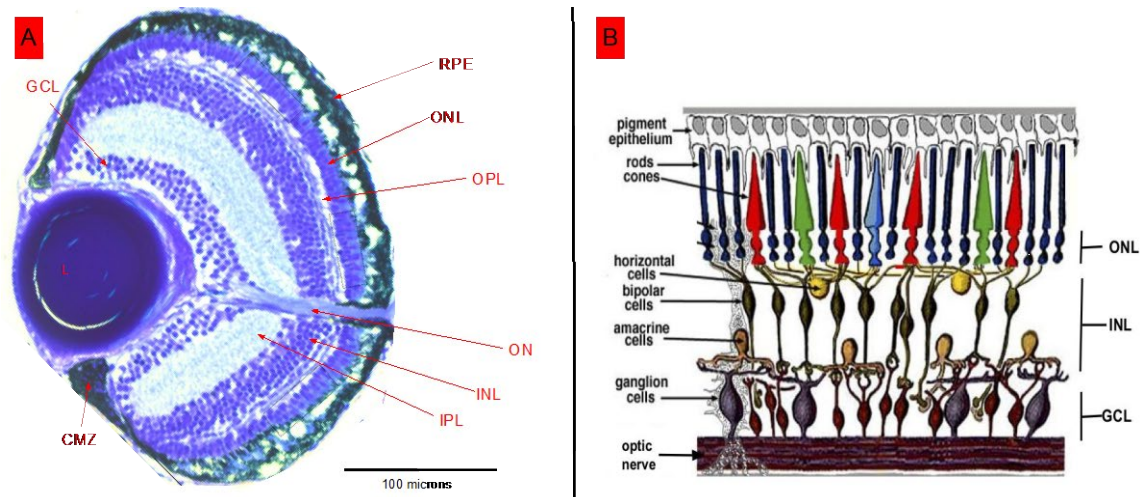 A
GCL
RPE
ONL
OPL
L
ON
INL
IPL
CMZ
100 microns
B
pigment
epithelium
rods
cones
horizontal
cells
bipolar
cells
amacrine
cells
ganglion
cells
optic
nerve
ONL
INL
GCL